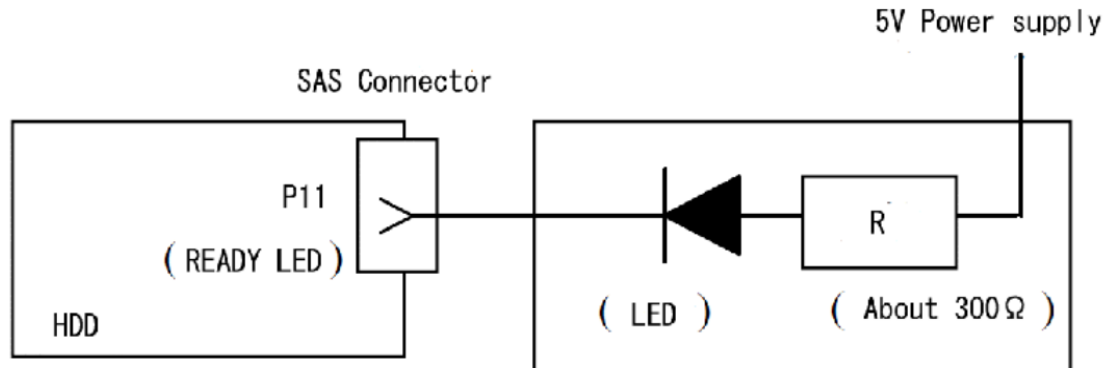 5V Power supply
SAS Connector
P11
( READY LED )
R
HDD
( LED )
( About 300Ω )